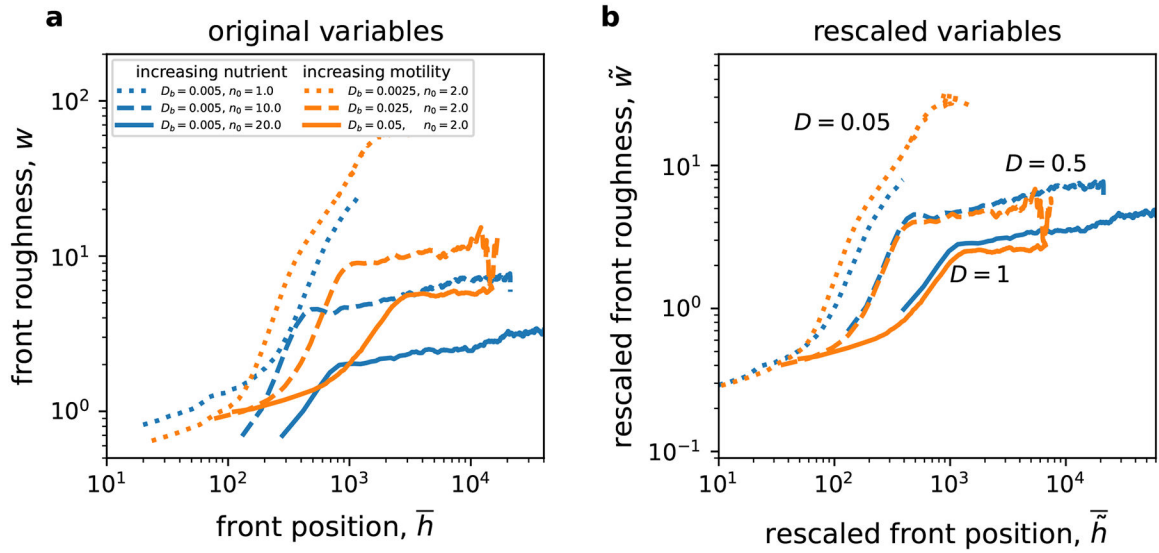 a
original variables
increasing nutrient
D_b = 0.005, n_0 = 1.0
D_b = 0.005, n_0 = 10.0
D_b = 0.005, n_0 = 20.0
increasing motility
D_b = 0.0025, n_0 = 2.0
D_b = 0.025, n_0 = 2.0
D_b = 0.05, n_0 = 2.0
front roughness, w
10^2
10^1
10^0
10^1 10^2 10^3 10^4
front position, h̅
b
rescaled variables
D = 0.05
D = 0.5
D = 1
rescaled front roughness, w̃
10^1
10^0
10^−1
10^1 10^2 10^3 10^4
rescaled front position, h̃̅